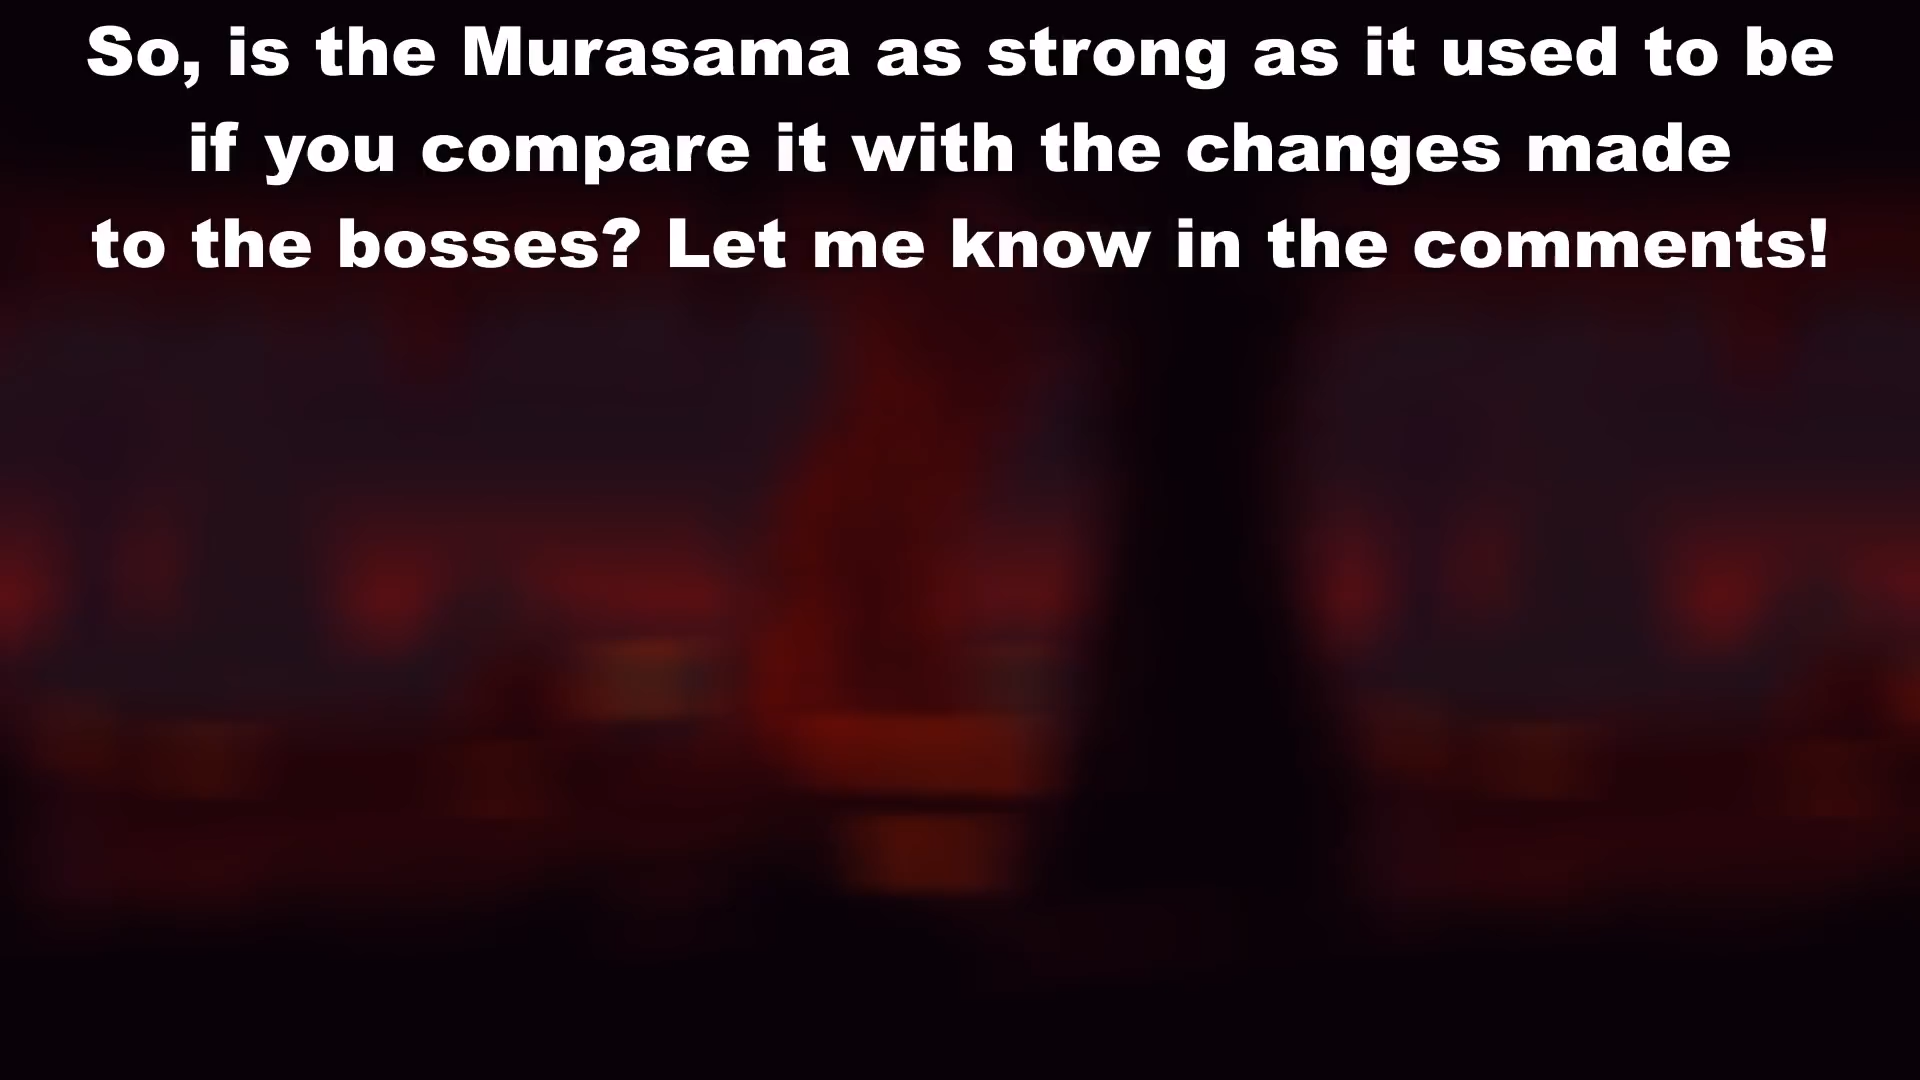 So, is the Murasama as strong as it used to be
if you compare it with the changes made
to the bosses? Let me know in the comments!